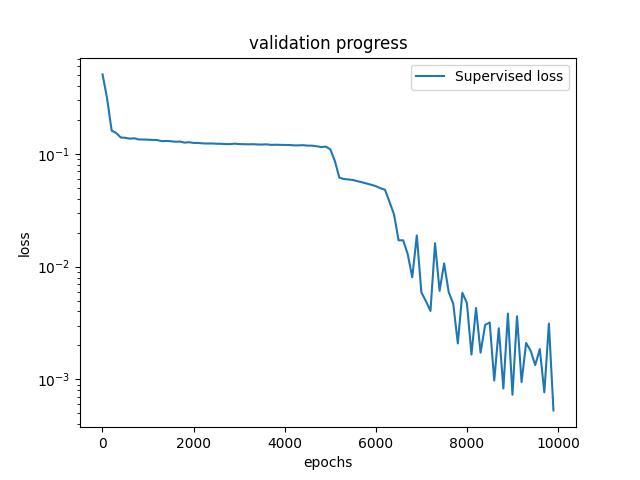 validation progress
Supervised loss
loss
10⁻¹
10⁻²
10⁻³
0 2000 4000 6000 8000 10000
epochs